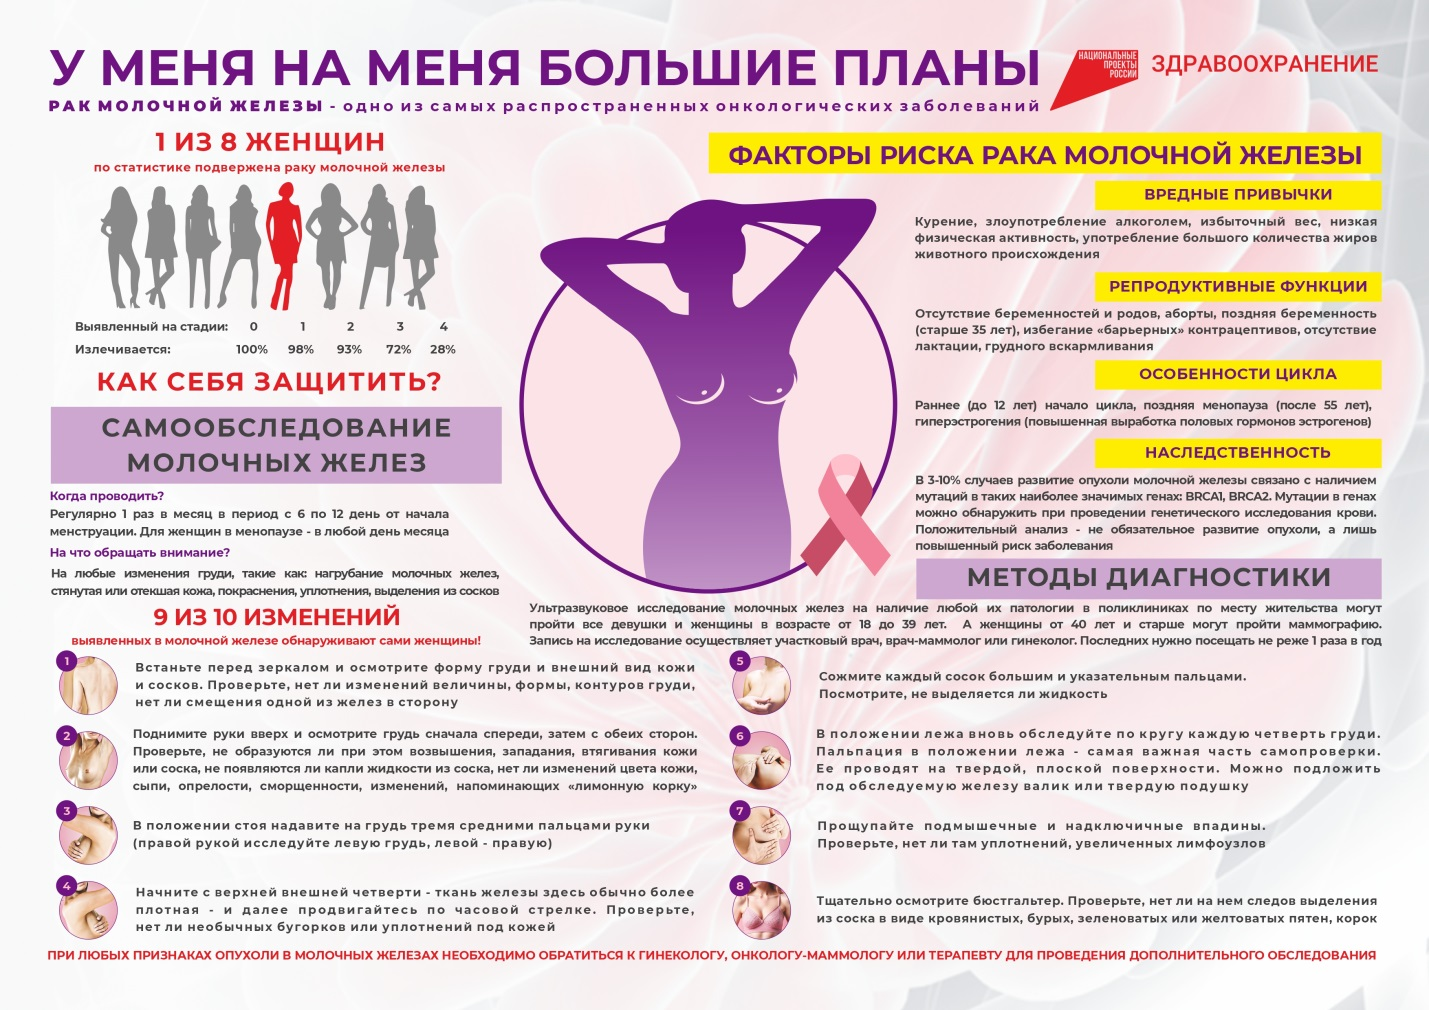 У МЕНЯ НА МЕНЯ БОЛЬШИЕ ПЛАНЫ
РАК МОЛОЧНОЙ ЖЕЛЕЗЫ - одно из самых распространенных онкологических заболеваний
НАЦИОНАЛЬНЫЕ
ПРОЕКТЫ
РОССИИ
ЗДРАВООХРАНЕНИЕ
1 ИЗ 8 ЖЕНЩИН
по статистике подвержена раку молочной железы
Выявленный на стадии: 0 1 2 3 4
Излечивается: 100% 98% 93% 72% 28%
КАК СЕБЯ ЗАЩИТИТЬ?
САМООБСЛЕДОВАНИЕ
МОЛОЧНЫХ ЖЕЛЕЗ
Когда проводить?
Регулярно 1 раз в месяц в период с 6 по 12 день от начала
менструации. Для женщин в менопаузе - в любой день месяца
На что обращать внимание?
На любые изменения груди, такие как: нагрубание молочных желез,
стянутая или отекшая кожа, покраснения, уплотнения, выделения из сосков
9 ИЗ 10 ИЗМЕНЕНИЙ
выявленных в молочной железе обнаруживают сами женщины!
ФАКТОРЫ РИСКА РАКА МОЛОЧНОЙ ЖЕЛЕЗЫ
ВРЕДНЫЕ ПРИВЫЧКИ
Курение, злоупотребление алкоголем, избыточный вес, низкая
физическая активность, употребление большого количества жиров
животного происхождения
РЕПРОДУКТИВНЫЕ ФУНКЦИИ
Отсутствие беременностей и родов, аборты, поздняя беременность
(старше 35 лет), избегание «барьерных» контрацептивов, отсутствие
лактации, грудного вскармливания
ОСОБЕННОСТИ ЦИКЛА
Раннее (до 12 лет) начало цикла, поздняя менопауза (после 55 лет),
гиперэстрогения (повышенная выработка половых гормонов эстрогенов)
НАСЛЕДСТВЕННОСТЬ
В 3-10% случаев развитие опухоли молочной железы связано с наличием
мутаций в таких наиболее значимых генах: BRCA1, BRCA2. Мутации в генах
можно обнаружить при проведении генетического исследования крови.
Положительный анализ - не обязательное развитие опухоли, а лишь
повышенный риск заболевания
МЕТОДЫ ДИАГНОСТИКИ
Ультразвуковое исследование молочных желез на наличие любой их патологии в поликлиниках по месту жительства могут
пройти все девушки и женщины в возрасте от 18 до 39 лет. А женщины от 40 лет и старше могут пройти маммографию.
Запись на исследование осуществляет участковый врач, врач-маммолог или гинеколог. Последних нужно посещать не реже 1 раза в год
1
Встаньте перед зеркалом и осмотрите форму груди и внешний вид кожи
и сосков. Проверьте, нет ли изменений величины, формы, контуров груди,
нет ли смещения одной из желез в сторону
2
Поднимите руки вверх и осмотрите грудь сначала спереди, затем с обеих сторон.
Проверьте, не образуются ли при этом возвышения, западания, втягивания кожи
или соска, не появляются ли капли жидкости из соска, нет ли изменений цвета кожи,
сыпи, опрелости, сморщенности, изменений, напоминающих «лимонную корку»
3
В положении стоя надавите на грудь тремя средними пальцами руки
(правой рукой исследуйте левую грудь, левой - правую)
4
Начните с верхней внешней четверти - ткань железы здесь обычно более
плотная - и далее продвигайтесь по часовой стрелке. Проверьте,
нет ли необычных бугорков или уплотнений под кожей
5
Сожмите каждый сосок большим и указательным пальцами.
Посмотрите, не выделяется ли жидкость
6
В положении лежа вновь обследуйте по кругу каждую четверть груди.
Пальпация в положении лежа - самая важная часть самопроверки.
Ее проводят на твердой, плоской поверхности. Можно подложить
под обследуемую железу валик или твердую подушку
7
Прощупайте подмышечные и надключичные впадины.
Проверьте, нет ли там уплотнений, увеличенных лимфоузлов
8
Тщательно осмотрите бюстгальтер. Проверьте, нет ли на нем следов выделения
из соска в виде кровянистых, бурых, зеленоватых или желтоватых пятен, корок
ПРИ ЛЮБЫХ ПРИЗНАКАХ ОПУХОЛИ В МОЛОЧНЫХ ЖЕЛЕЗАХ НЕОБХОДИМО ОБРАТИТЬСЯ К ГИНЕКОЛОГУ, ОНКОЛОГУ-МАММОЛОГУ ИЛИ ТЕРАПЕВТУ ДЛЯ ПРОВЕДЕНИЯ ДОПОЛНИТЕЛЬНОГО ОБСЛЕДОВАНИЯ